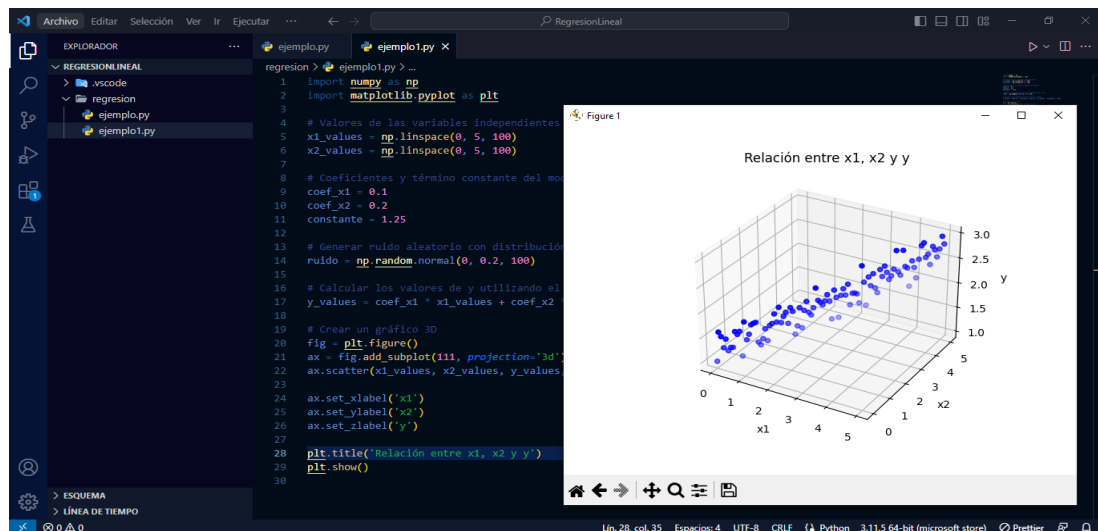 Archivo Editar Selección Ver Ir Ejecutar ... RegresionLineal
EXPLORADOR ...
REGRESIONLINEAL
.vscode
regresion
ejemplo.py
ejemplo1.py
ESQUEMA
LÍNEA DE TIEMPO
ejemplo.py ejemplo1.py
regresion > ejemplo1.py > ...
1 import numpy as np
2 import matplotlib.pyplot as plt
3
4 # Valores de las variables independientes
5 x1_values = np.linspace(0, 5, 100)
6 x2_values = np.linspace(0, 5, 100)
7
8 # Coeficientes y término constante del mod
9 coef_x1 = 0.1
10 coef_x2 = 0.2
11 constante = 1.25
12
13 # Generar ruido aleatorio con distribución
14 ruido = np.random.normal(0, 0.2, 100)
15
16 # Calcular los valores de y utilizando el
17 y_values = coef_x1 * x1_values + coef_x2 *
18
19 # Crear un gráfico 3D
20 fig = plt.figure()
21 ax = fig.add_subplot(111, projection='3d')
22 ax.scatter(x1_values, x2_values, y_values,
23
24 ax.set_xlabel('x1')
25 ax.set_ylabel('x2')
26 ax.set_zlabel('y')
27
28 plt.title('Relación entre x1, x2 y y')
29 plt.show()
30
Figure 1
Relación entre x1, x2 y y
3.0
2.5
2.0
1.5
1.0
y
0 1 2 3 4 5
x1
0 1 2 3 4 5
x2
1
0 0 Lín. 28, col. 35 Espacios: 4 UTF-8 CRLF Python 3.11.5 64-bit (microsoft store) Prettier